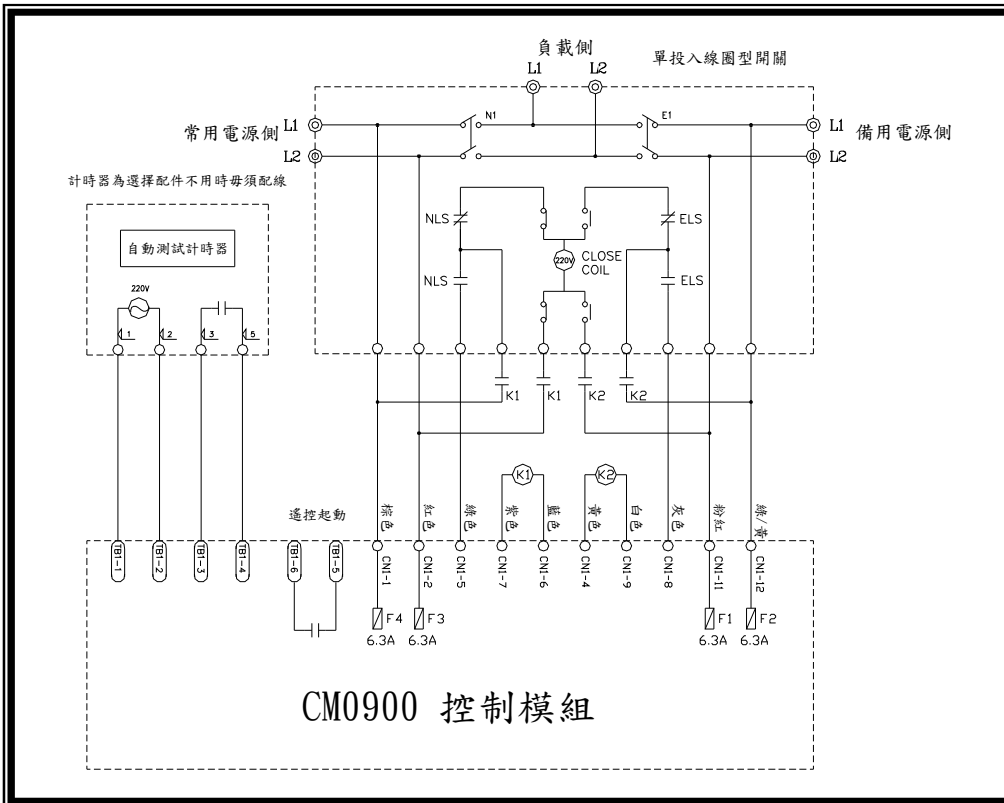 負載側
單投入線圈型開關
L1
L2
常用電源側
L1
L2
N1
E1
L1
L2
備用電源側
計時器為選擇配件不用時毋須配線
自動測試計時器
220V
1
2
3
5
NLS
NLS
220V
CLOSE
COIL
ELS
ELS
K1
K1
K2
K2
K1
K2
遙控起動
棕色
紅色
綠色
紫色
藍色
黃色
白色
灰色
粉紅
綠/黃
TB1-1
TB1-2
TB1-3
TB1-4
TB1-6
TB1-5
CN1-1
CN1-2
CN1-5
CN1-7
CN1-6
CN1-4
CN1-9
CN1-8
CN1-11
CN1-12
F4
6.3A
F3
6.3A
F1
6.3A
F2
6.3A
CM0900 控制模組